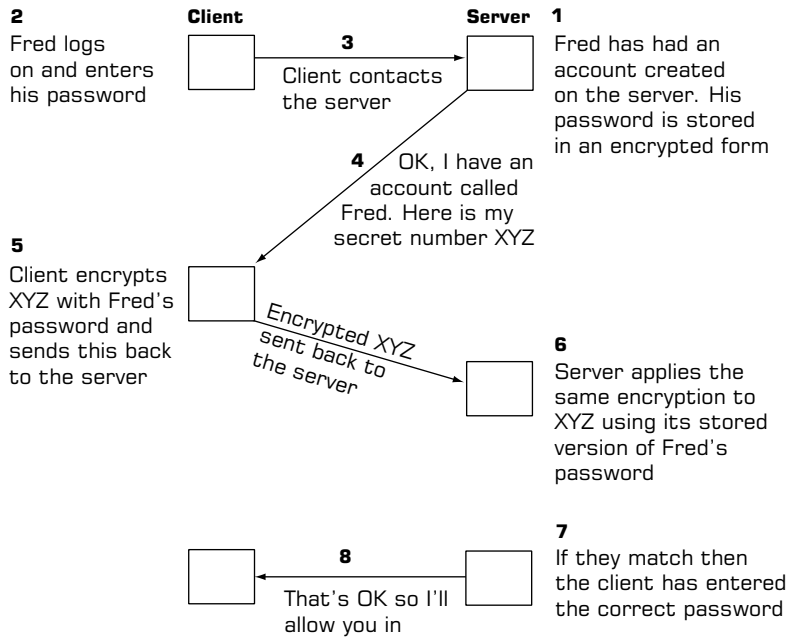 2
Fred logs
on and enters
his password
Client
Server
3
Client contacts
the server
1
Fred has had an
account created
on the server. His
password is stored
in an encrypted form
4
OK, I have an
account called
Fred. Here is my
secret number XYZ
5
Client encrypts
XYZ with Fred's
password and
sends this back
to the server
Encrypted XYZ
sent back to
the server
6
Server applies the
same encryption to
XYZ using its stored
version of Fred's
password
7
If they match then
the client has entered
the correct password
8
That's OK so I'll
allow you in